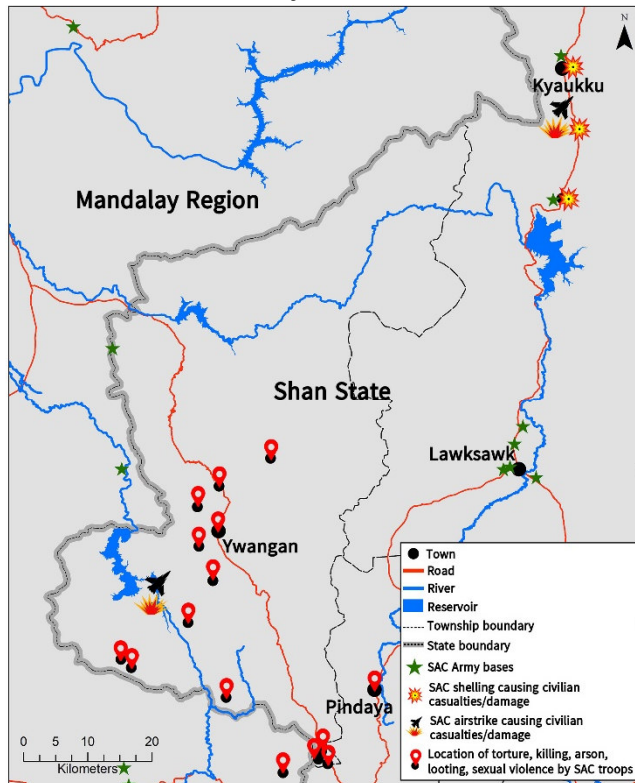 N
Kyaukku
Mandalay Region
Shan State
Lawksawk
Ywangan
Pindaya
Town
Road
River
Reservoir
Township boundary
State boundary
SAC Army bases
SAC shelling causing civilian
casualties/damage
SAC airstrike causing civilian
casualties/damage
Location of torture, killing, arson,
looting, sexual violence by SAC troops
0 5 10 20
Kilometers